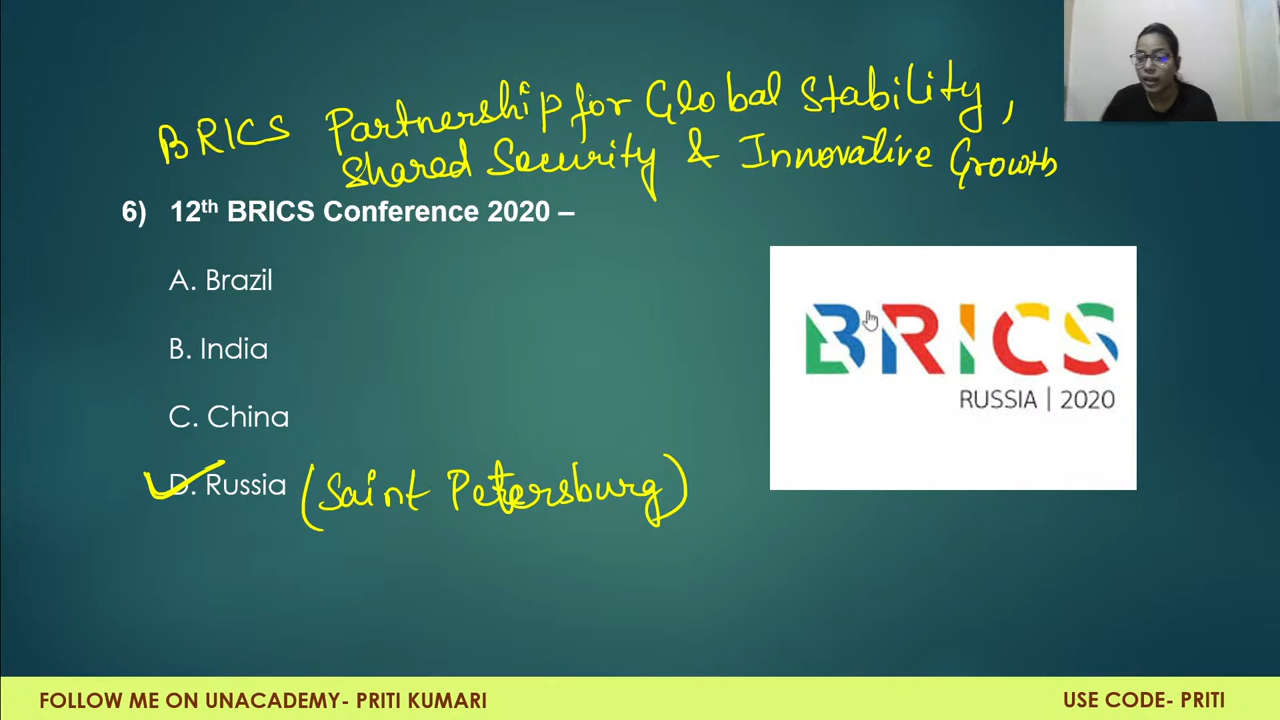 BRICS Partnership for Global Stability,
Shared Security & Innovative Growth
6) 12th BRICS Conference 2020 –
A. Brazil
B. India
C. China
D. Russia (Saint Petersburg)
BRICS
RUSSIA | 2020
FOLLOW ME ON UNACADEMY- PRITI KUMARI
USE CODE- PRITI